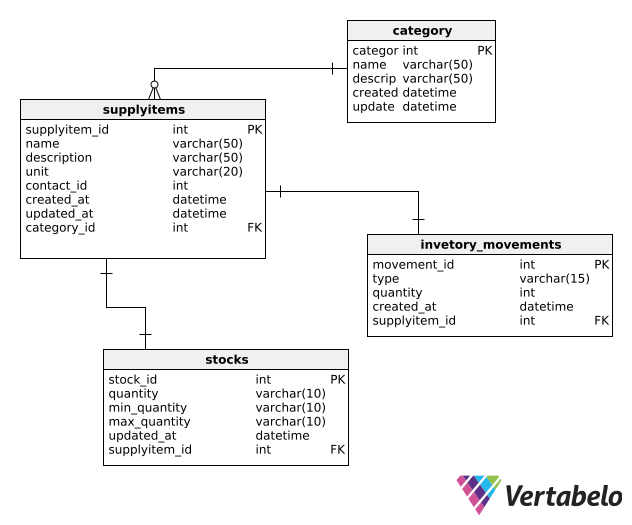 category
categor int PK
name varchar(50)
descrip varchar(50)
created datetime
update datetime
supplyitems
supplyitem_id int PK
name varchar(50)
description varchar(50)
unit varchar(20)
contact_id int
created_at datetime
updated_at datetime
category_id int FK
invetory_movements
movement_id int PK
type varchar(15)
quantity int
created_at datetime
supplyitem_id int FK
stocks
stock_id int PK
quantity varchar(10)
min_quantity varchar(10)
max_quantity varchar(10)
updated_at datetime
supplyitem_id int FK
Vertabelo